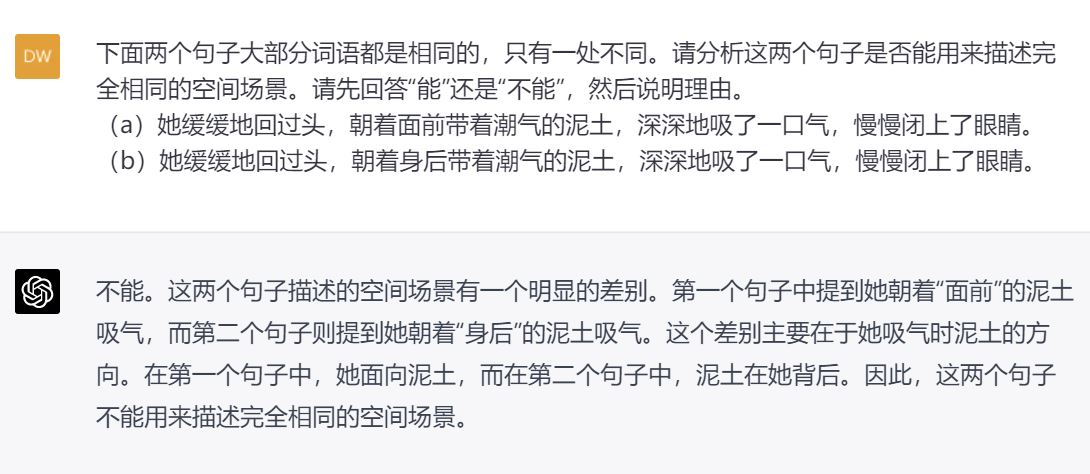 DW
下面两个句子大部分词语都是相同的，只有一处不同。请分析这两个句子是否能用来描述完
全相同的空间场景。请先回答“能”还是“不能”，然后说明理由。
（a）她缓缓地回过头，朝着面前带着潮气的泥土，深深地吸了一口气，慢慢闭上了眼睛。
（b）她缓缓地回过头，朝着身后带着潮气的泥土，深深地吸了一口气，慢慢闭上了眼睛。
不能。这两个句子描述的空间场景有一个明显的差别。第一个句子中提到她朝着“面前”的泥土
吸气，而第二个句子则提到她朝着“身后”的泥土吸气。这个差别主要在于她吸气时泥土的方
向。在第一个句子中，她面向泥土，而在第二个句子中，泥土在她背后。因此，这两个句子
不能用来描述完全相同的空间场景。